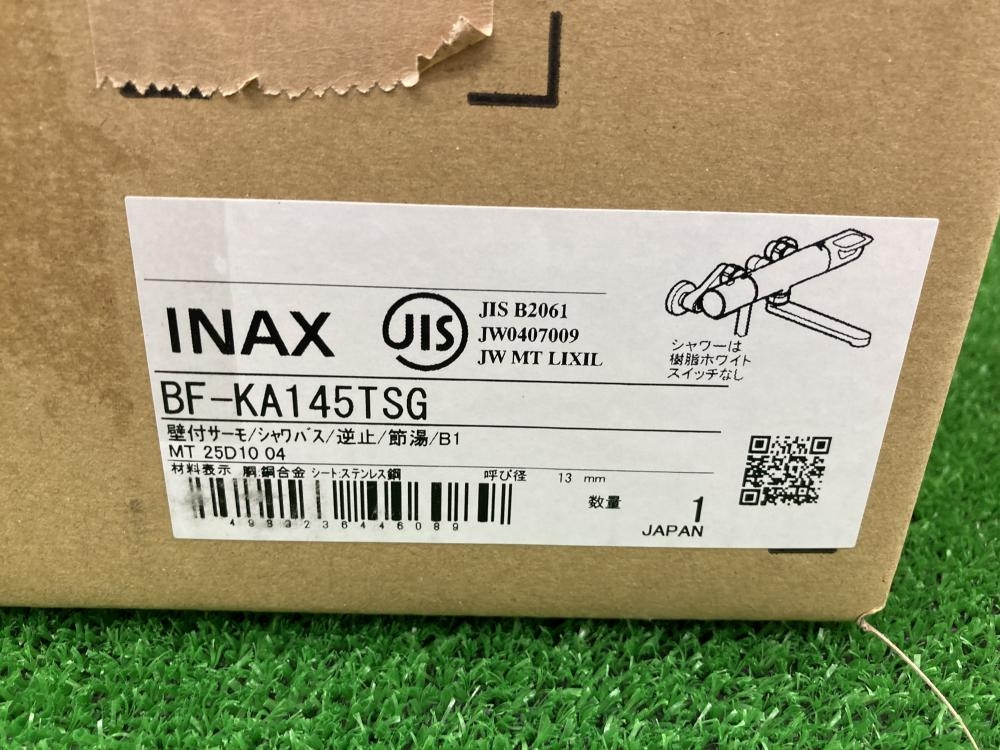 INAX
JIS
JIS B2061
JW0407009
JW MT LIXIL
シャワーは
樹脂ホワイト
スイッチなし
BF-KA145TSG
壁付サーモ/シャワバス/逆止/節湯/B1
MT 25D10 04
材料表示 胴:銅合金 シート:ステンレス鋼 呼び径 13 mm
数量 1
JAPAN